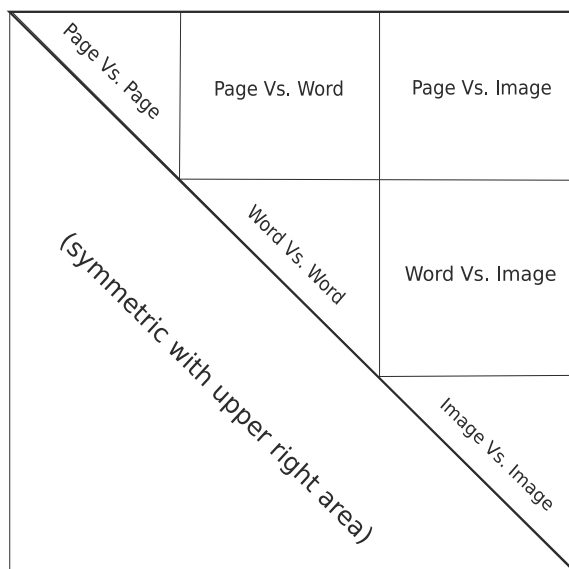 Page Vs. Page
Page Vs. Word
Page Vs. Image
Word Vs. Word
Word Vs. Image
(symmetric with upper right area)
Image Vs. Image